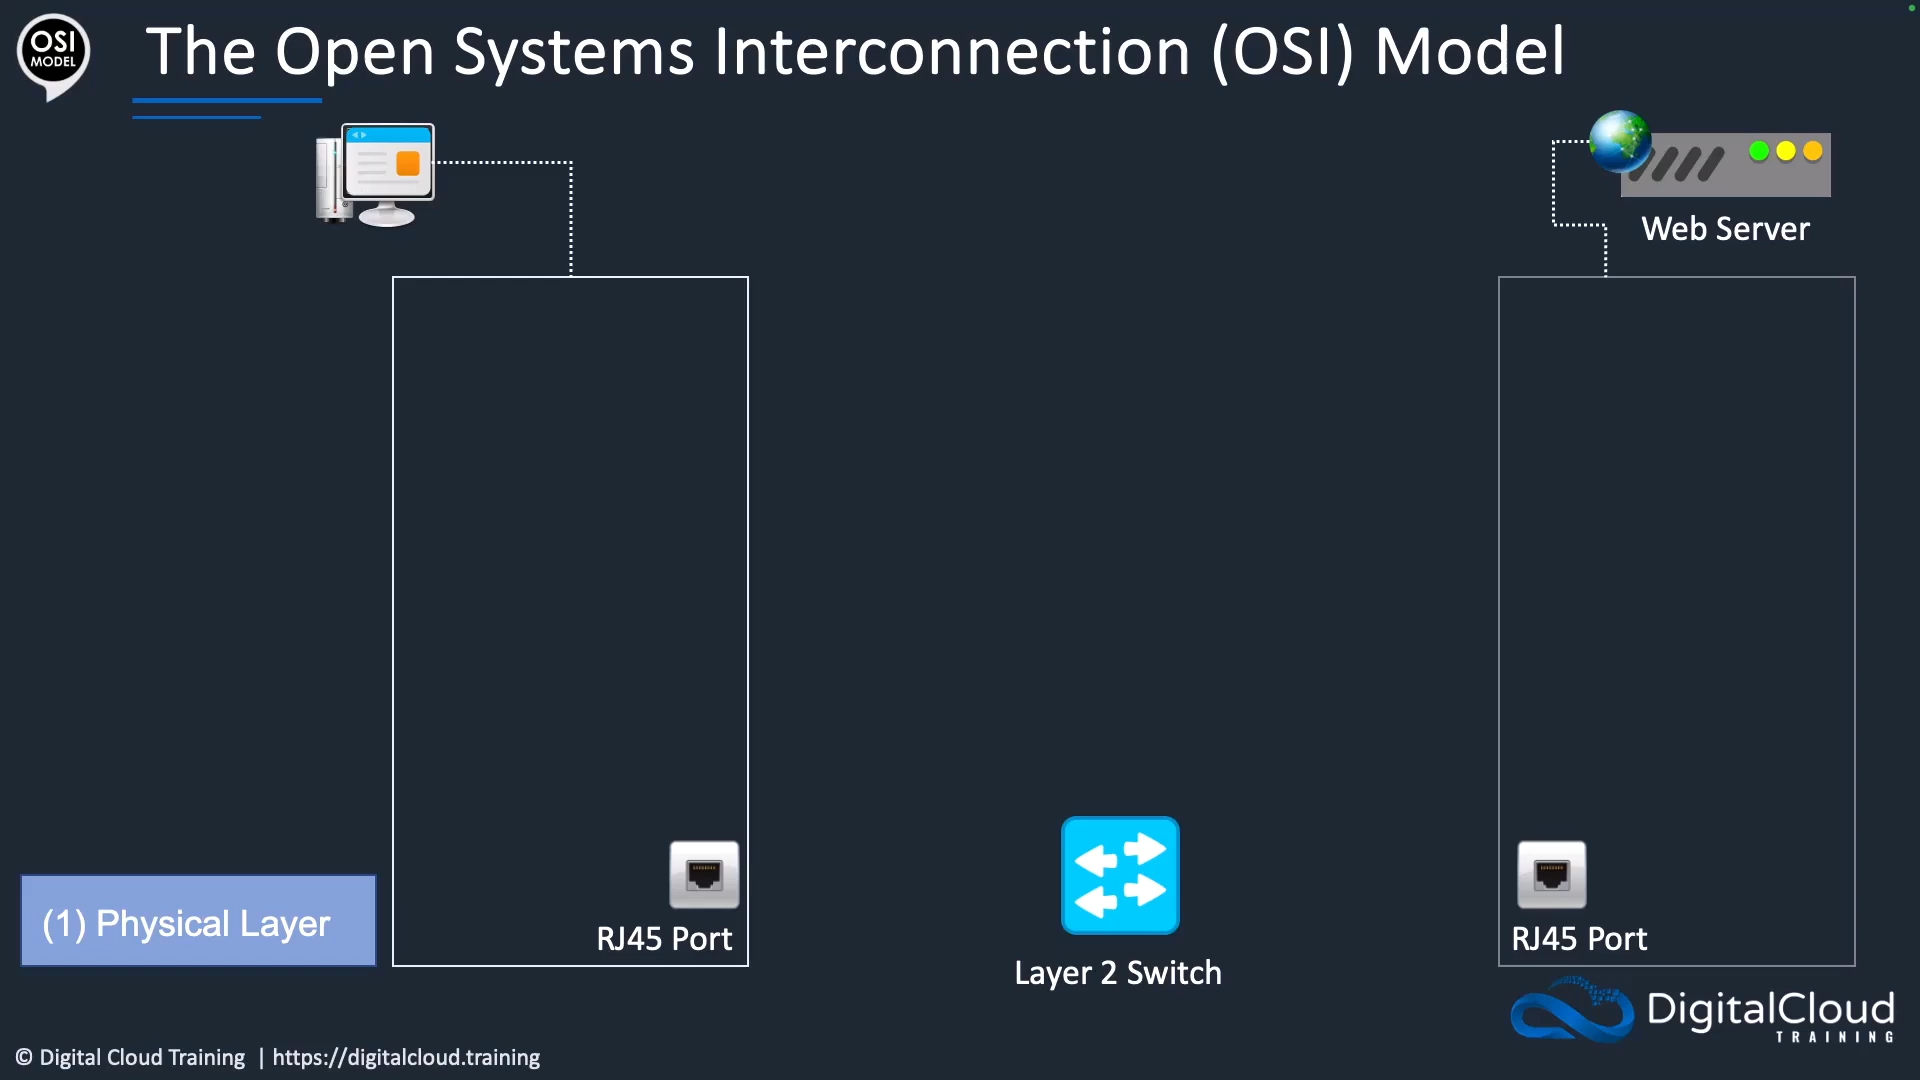 OSI
MODEL
The Open Systems Interconnection (OSI) Model
Web Server
(1) Physical Layer
RJ45 Port
Layer 2 Switch
RJ45 Port
DigitalCloud
TRAINING
© Digital Cloud Training | https://digitalcloud.training